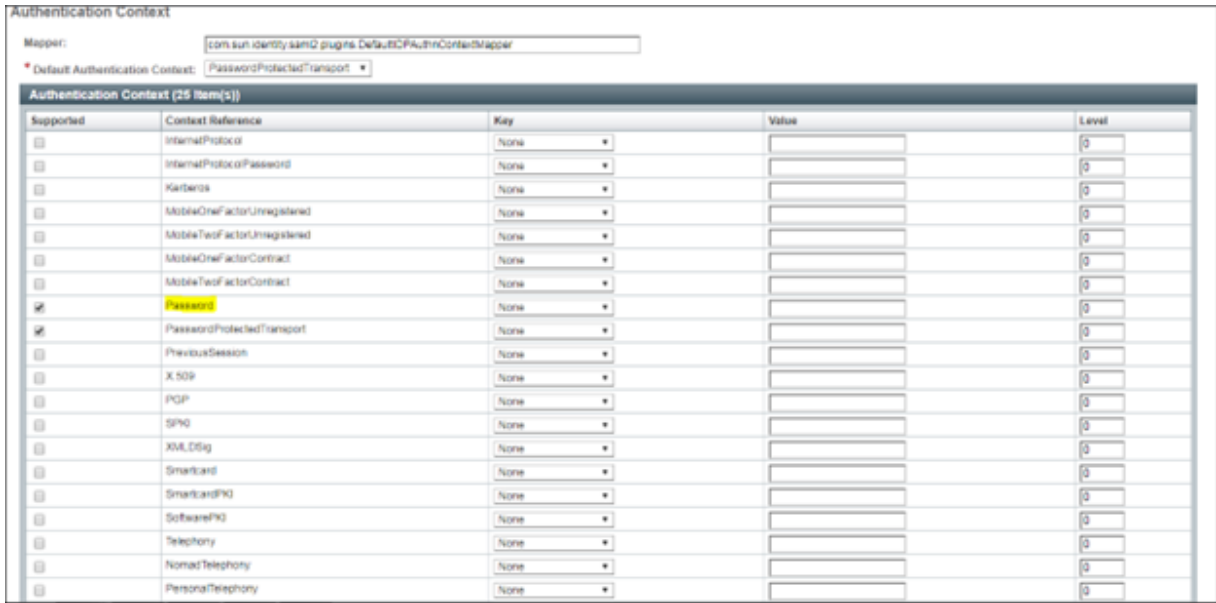 Authentication Context
Mapper: com.sun.identity.saml2.plugins.DefaultIDPAuthnContextMapper
* Default Authentication Context: PasswordProtectedTransport
Authentication Context (25 Item(s))
Supported Context Reference Key Value Level
InternetProtocol None 0
InternetProtocolPassword None 0
Kerberos None 0
MobileOneFactorUnregistered None 0
MobileTwoFactorUnregistered None 0
MobileOneFactorContract None 0
MobileTwoFactorContract None 0
Password None 0
PasswordProtectedTransport None 0
PreviousSession None 0
X.509 None 0
PGP None 0
SPKI None 0
XMLDSig None 0
Smartcard None 0
SmartcardPKI None 0
SoftwarePKI None 0
Telephony None 0
NomadTelephony None 0
PersonalTelephony None 0